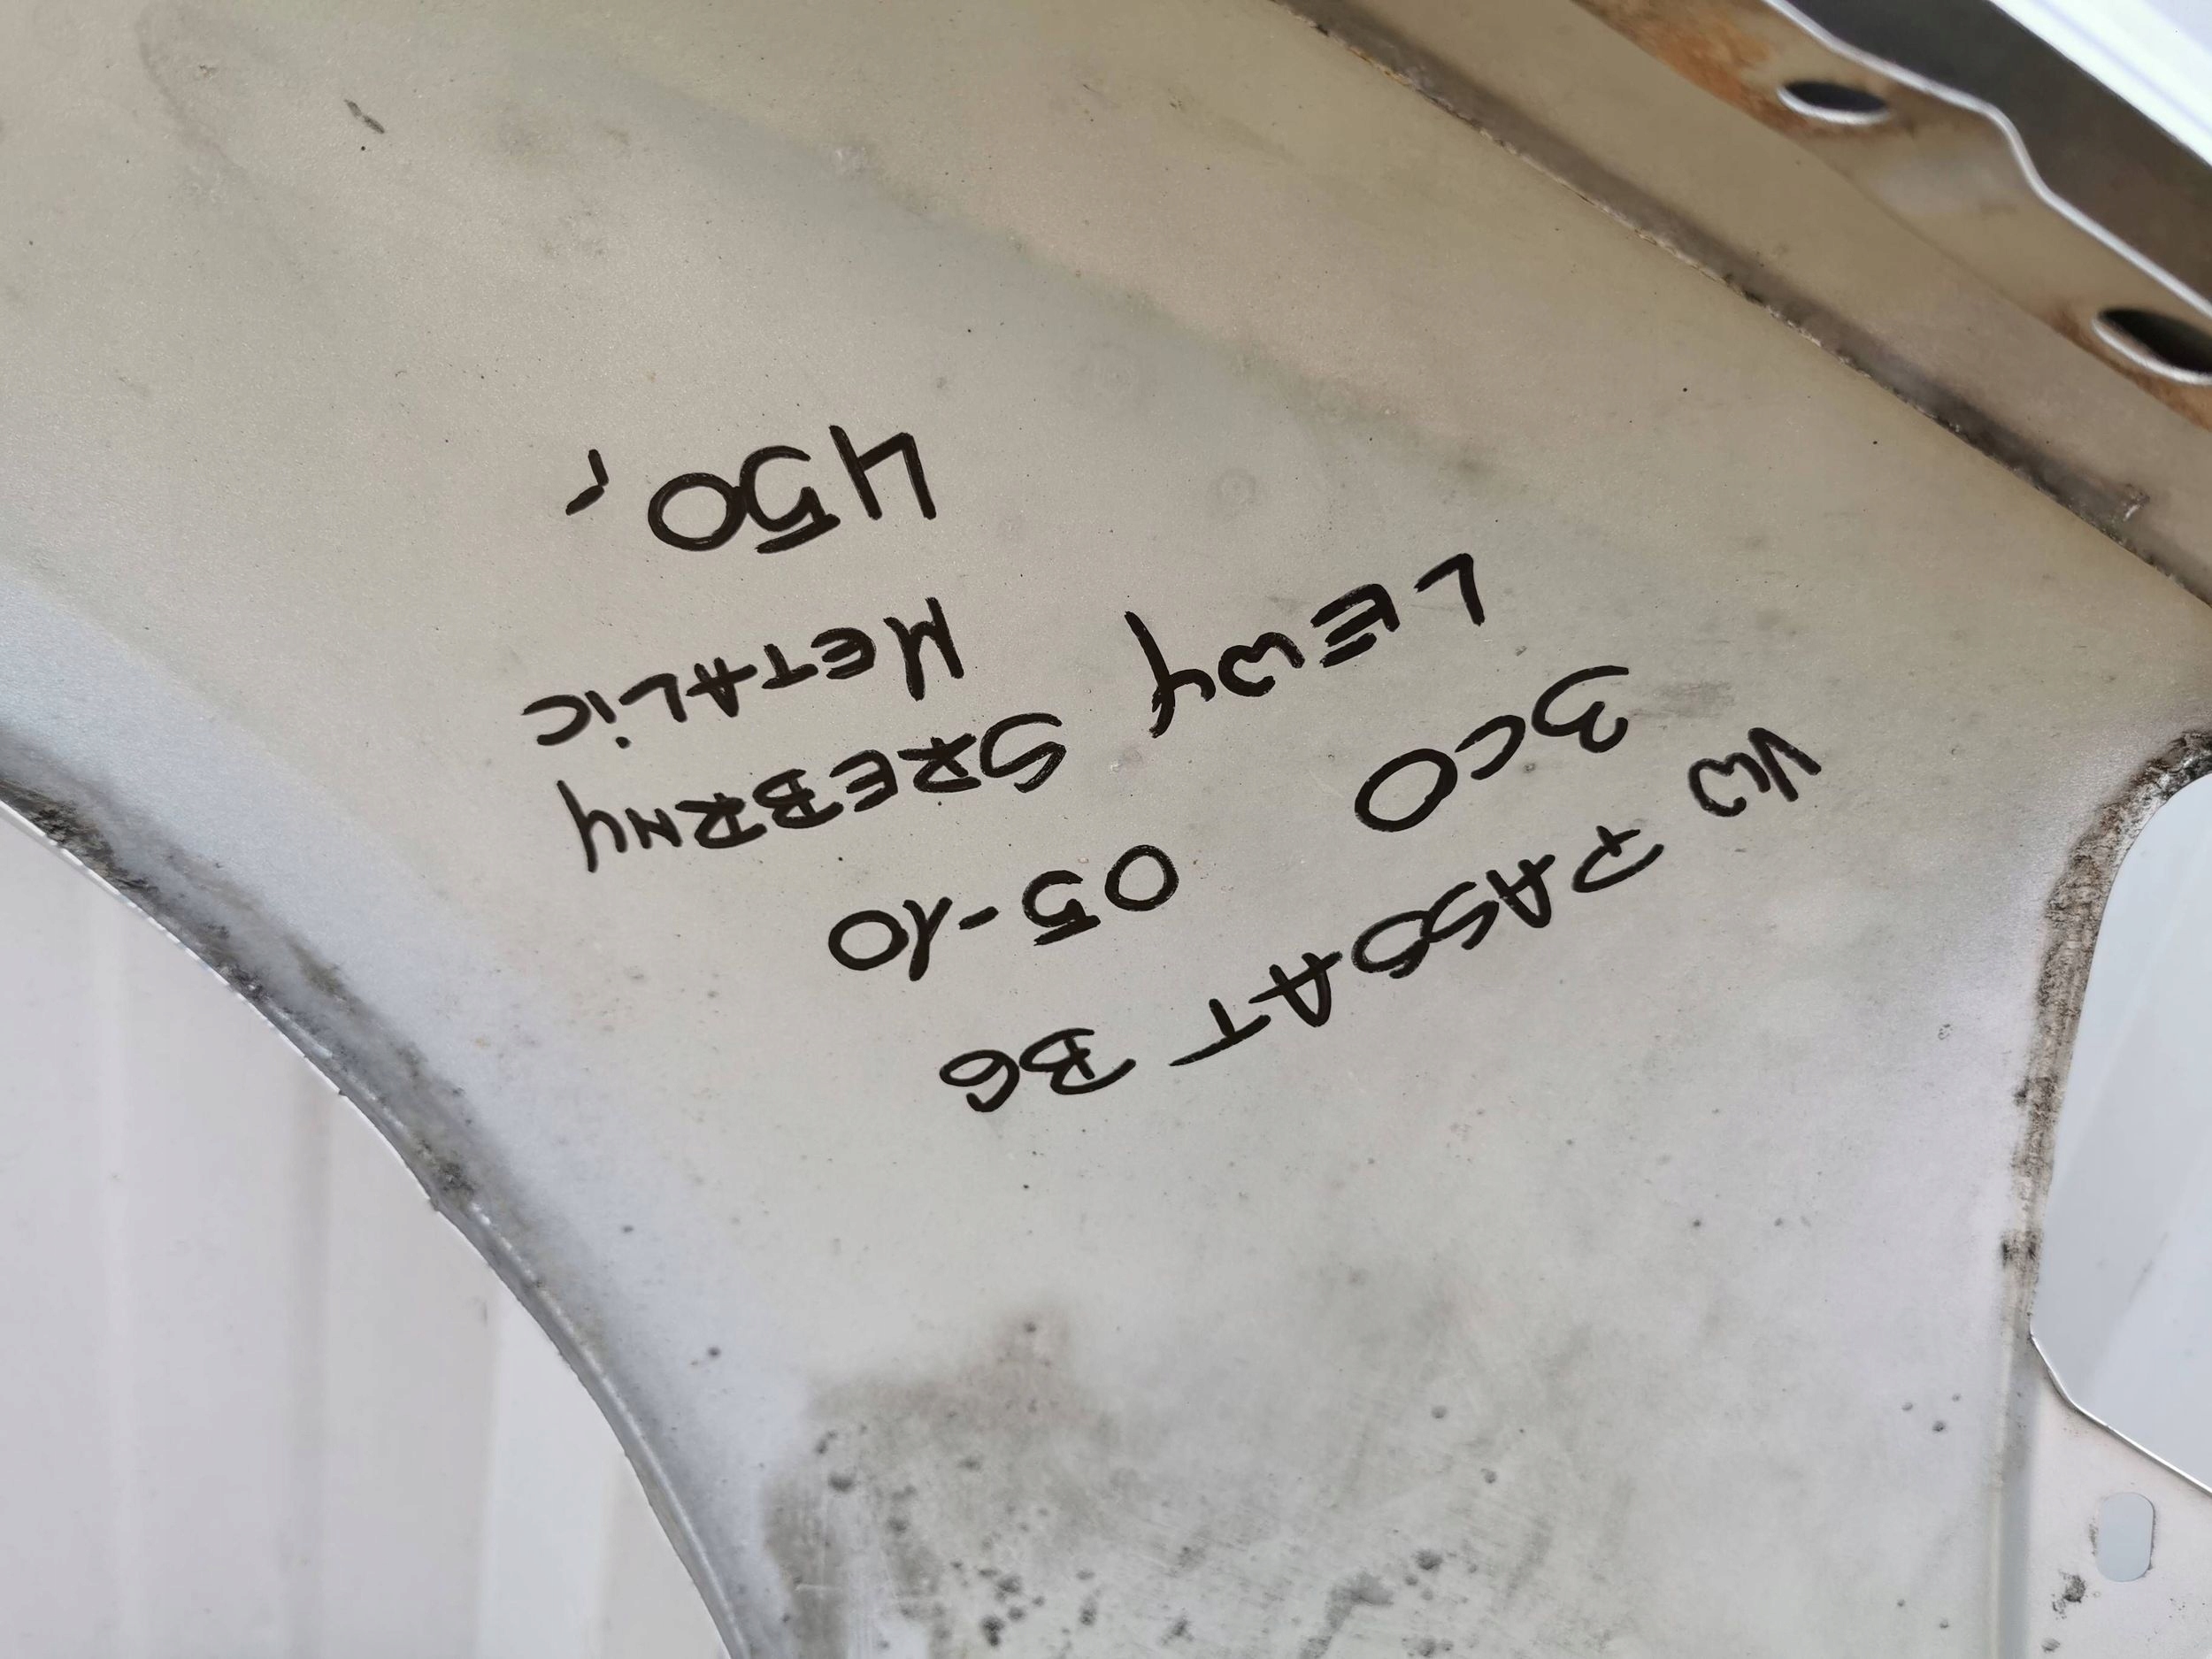 VW PASSAT B6
3C0 05-10
LEWY SREBRNY
METALIC
450,-